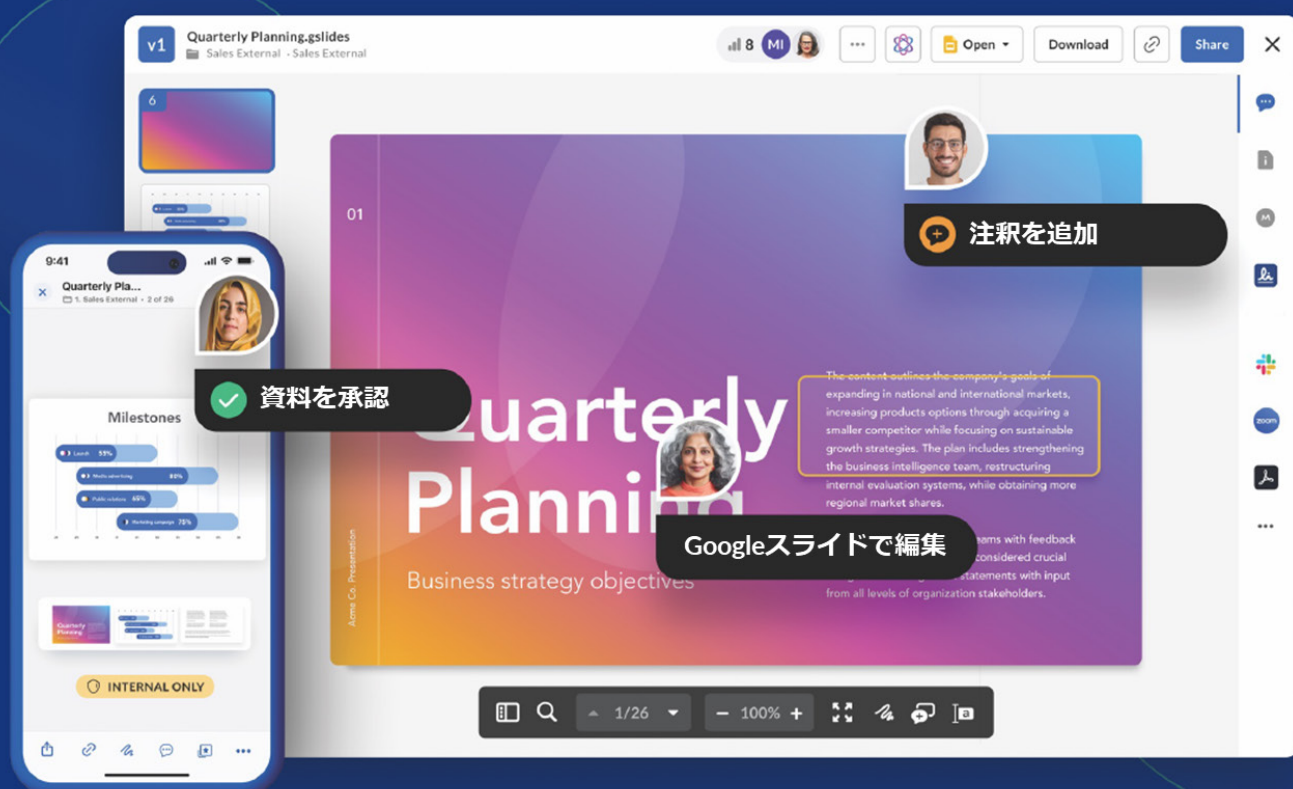 v1
Quarterly Planning.gslides
Sales External · Sales External
8
MI
Open
Download
Share
6
01
注釈を追加
9:41
Quarterly Pla...
1. Sales External · 2 of 26
資料を承認
Milestones
Launch 55%
Media advertising
Public relations 65%
Marketing campaign 75%
Quarterly
Planning
INTERNAL ONLY
Quarterly
Planning
Business strategy objectives
Acme Co. Presentation
The content outlines the company's goals of
expanding in national and international markets,
increasing products options through acquiring a
smaller competitor while focusing on sustainable
growth strategies. The plan includes strengthening
the business intelligence team, restructuring
internal evaluation systems, while obtaining more
regional market shares.
Googleスライドで編集
eams with feedback
considered crucial
statements with input
from all levels of organization stakeholders.
1/26
100%
zoom